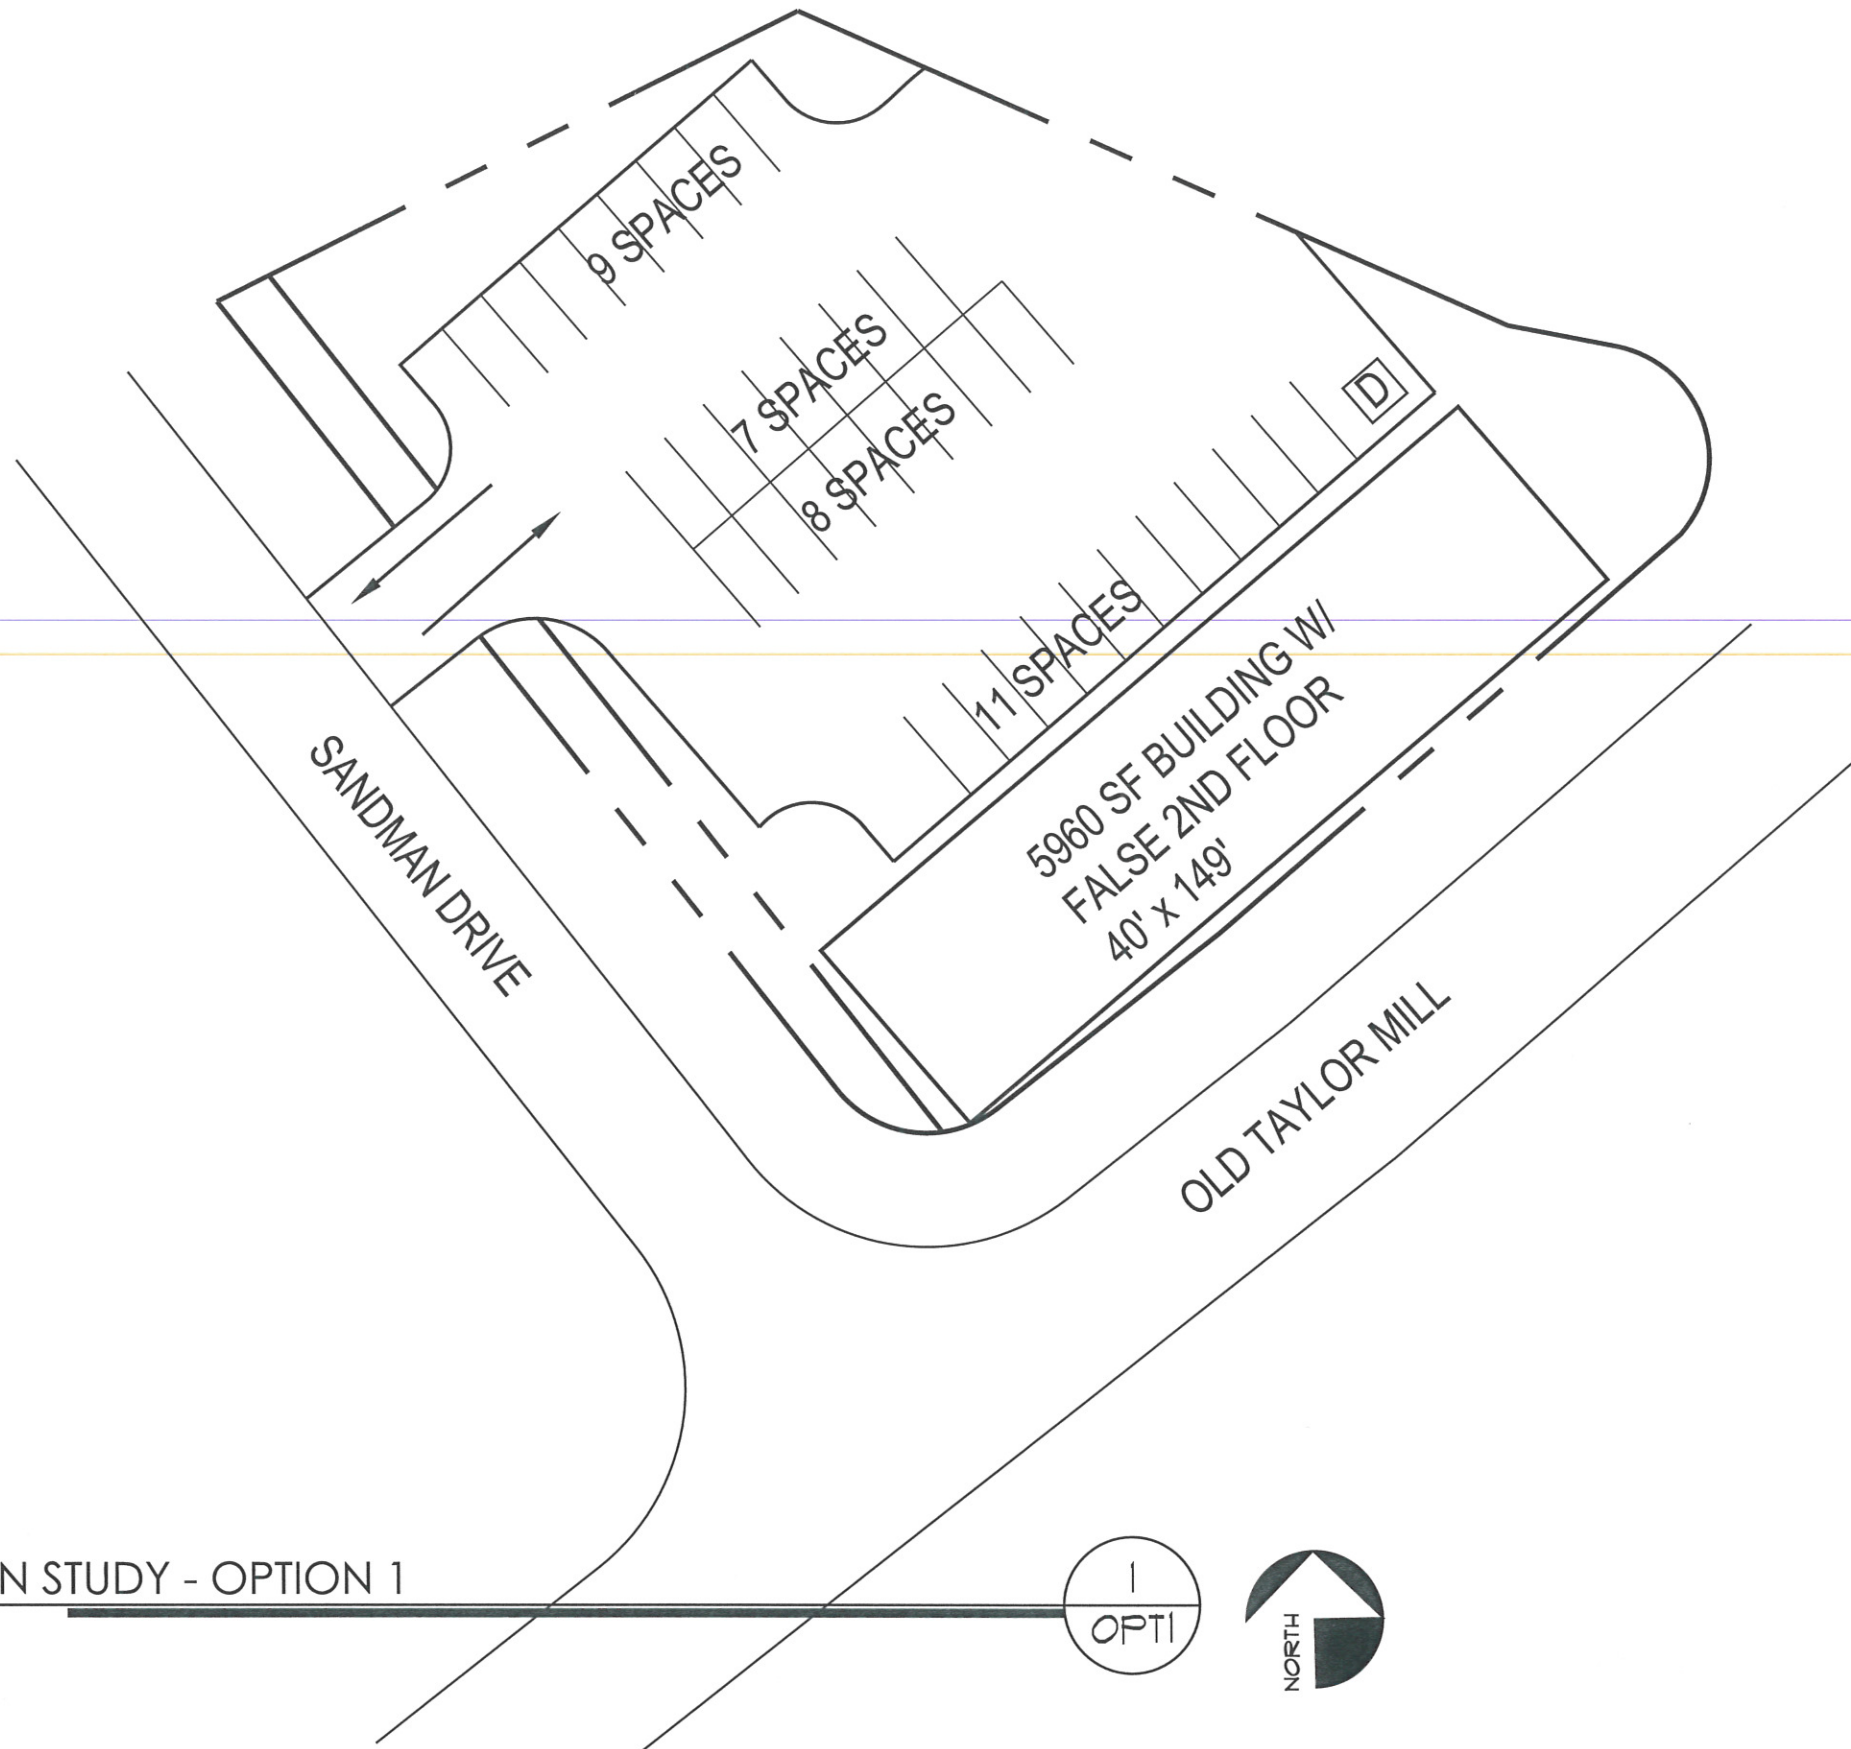 9 SPACES
7 SPACES
8 SPACES
D
11 SPACES
5960 SF BUILDING W/
FALSE 2ND FLOOR
40' x 149'
SANDMAN DRIVE
OLD TAYLOR MILL
N STUDY - OPTION 1
1
OPT1
NORTH